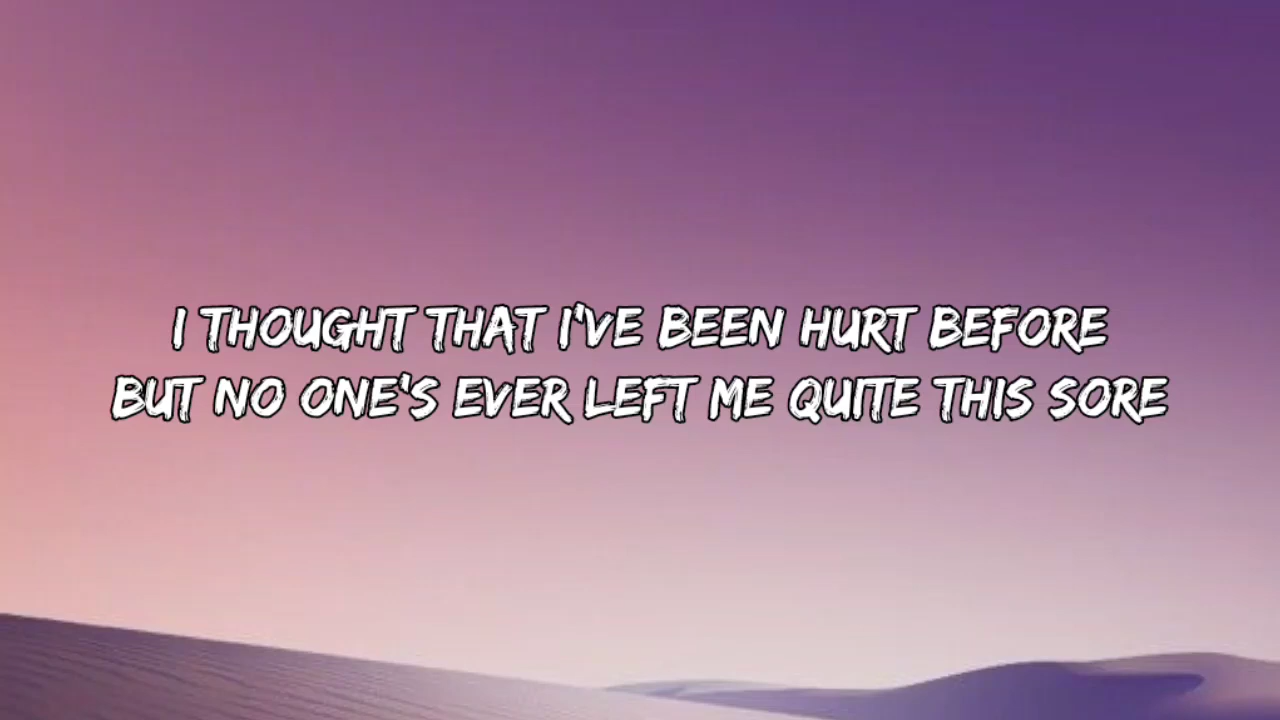 I THOUGHT THAT I'VE BEEN HURT BEFORE
BUT NO ONE'S EVER LEFT ME QUITE THIS SORE